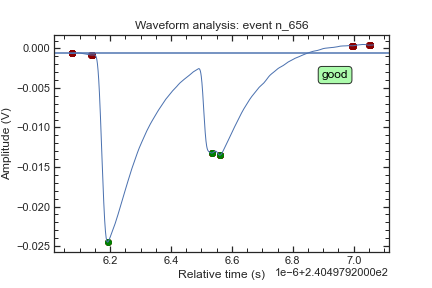 Waveform analysis: event n_656
0.000
−0.005
−0.010
−0.015
−0.020
−0.025
Amplitude (V)
good
6.2
6.4
6.6
6.8
7.0
Relative time (s)
1e-6+2.4049792000e2